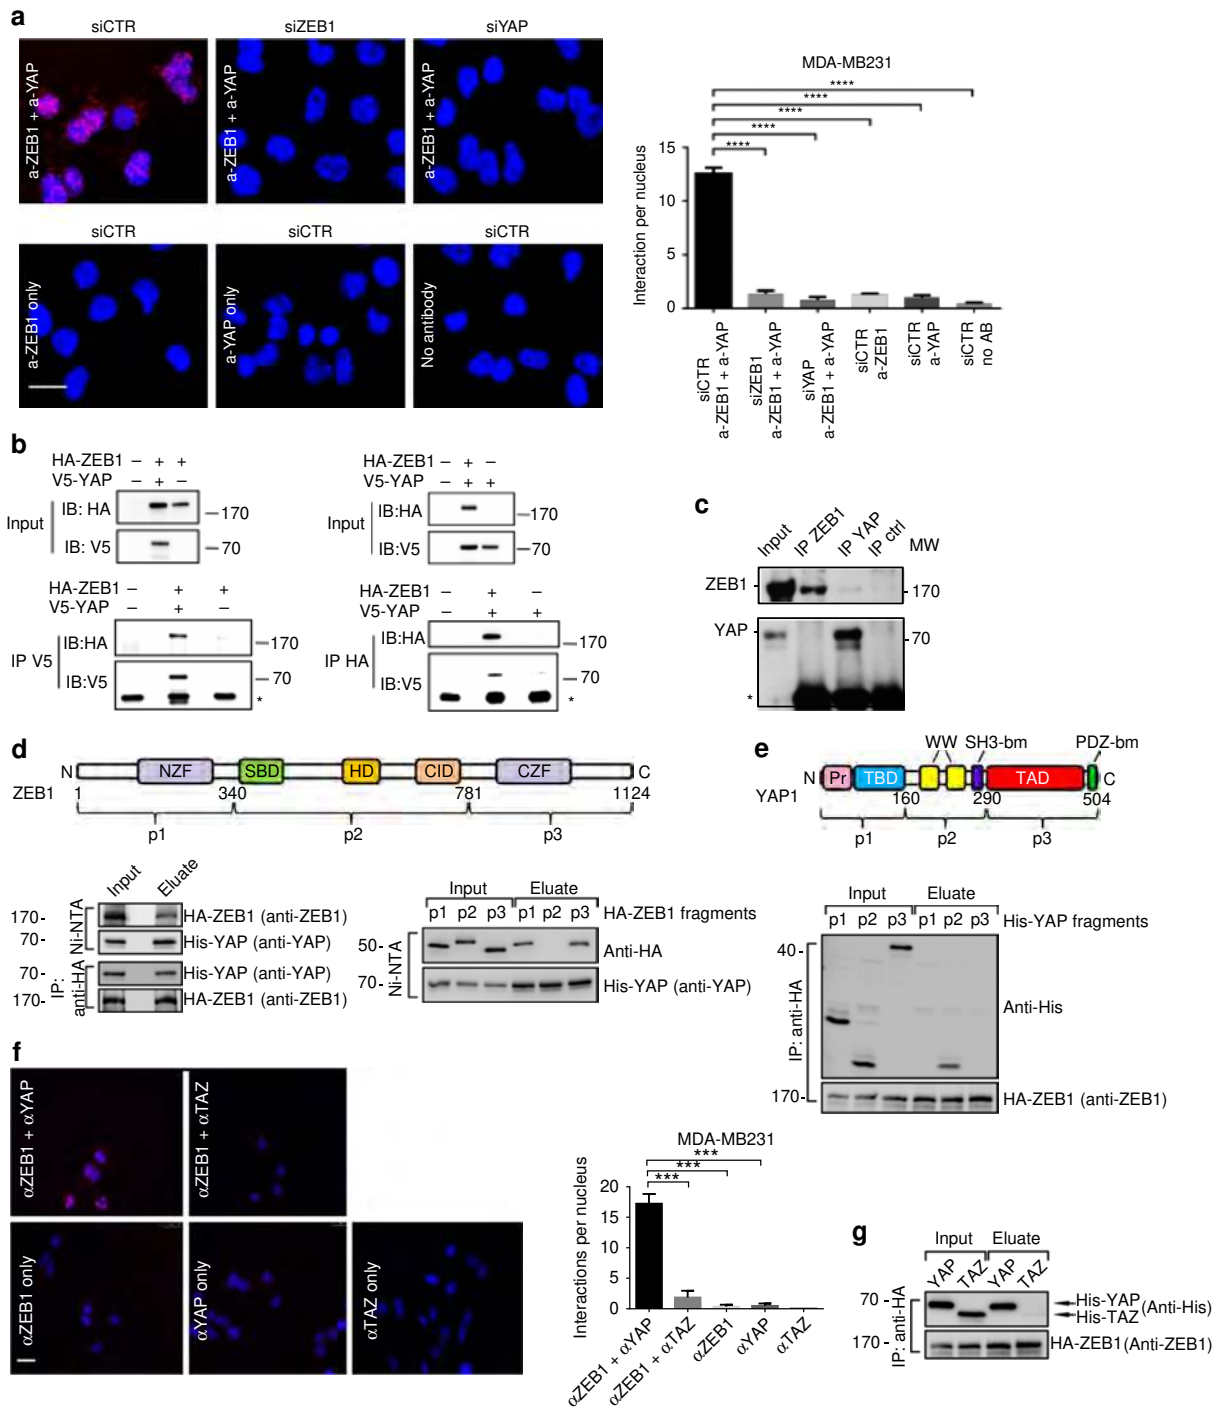 a
siCTR siZEB1 siYAP
a-ZEB1 + a-YAP
a-ZEB1 + a-YAP
a-ZEB1 + a-YAP
siCTR siCTR siCTR
a-ZEB1 only
a-YAP only
No antibody
MDA-MB231
****
****
****
****
****
Interaction per nucleus
15
10
5
0
siCTR a-ZEB1 + a-YAP
siZEB1 a-ZEB1 + a-YAP
siYAP a-ZEB1 + a-YAP
siCTR a-ZEB1
siCTR a-YAP
siCTR no AB
b
HA-ZEB1 – + +
V5-YAP – + –
Input
IB: HA –170
IB: V5 –70
HA-ZEB1 – + +
V5-YAP – + –
IP V5
IB:HA –170
IB:V5 –70
*
HA-ZEB1 – + –
V5-YAP – + +
Input
IB:HA –170
IB:V5 –70
HA-ZEB1 – + –
V5-YAP – + +
IP HA
IB:HA –170
IB:V5 –70
*
c
Input IP ZEB1 IP YAP IP ctrl MW
ZEB1 - - 170
YAP - - 70
*
d
N NZF SBD HD CID CZF C
ZEB1 1 340 781 1124
p1 p2 p3
Input Eluate
Ni-NTA
170- HA-ZEB1 (anti-ZEB1)
70- His-YAP (anti-YAP)
IP: anti-HA
70- His-YAP (anti-YAP)
170- HA-ZEB1 (anti-ZEB1)
Input Eluate
p1 p2 p3 p1 p2 p3 HA-ZEB1 fragments
Ni-NTA
50- Anti-HA
70- His-YAP (anti-YAP)
e
WW SH3-bm PDZ-bm
N Pr TBD TAD C
YAP1 160 290 504
p1 p2 p3
Input Eluate
p1 p2 p3 p1 p2 p3 His-YAP fragments
IP: anti-HA
40-
Anti-His
170- HA-ZEB1 (anti-ZEB1)
f
αZEB1 + αYAP
αZEB1 + αTAZ
αZEB1 only
αYAP only
αTAZ only
MDA-MB231
***
***
***
Interactions per nucleus
20
15
10
5
0
αZEB1 + αYAP
αZEB1 + αTAZ
αZEB1
αYAP
αTAZ
g
Input Eluate
YAP TAZ YAP TAZ
IP: anti-HA
70 - His-YAP
His-TAZ (Anti-His)
170 - HA-ZEB1 (Anti-ZEB1)